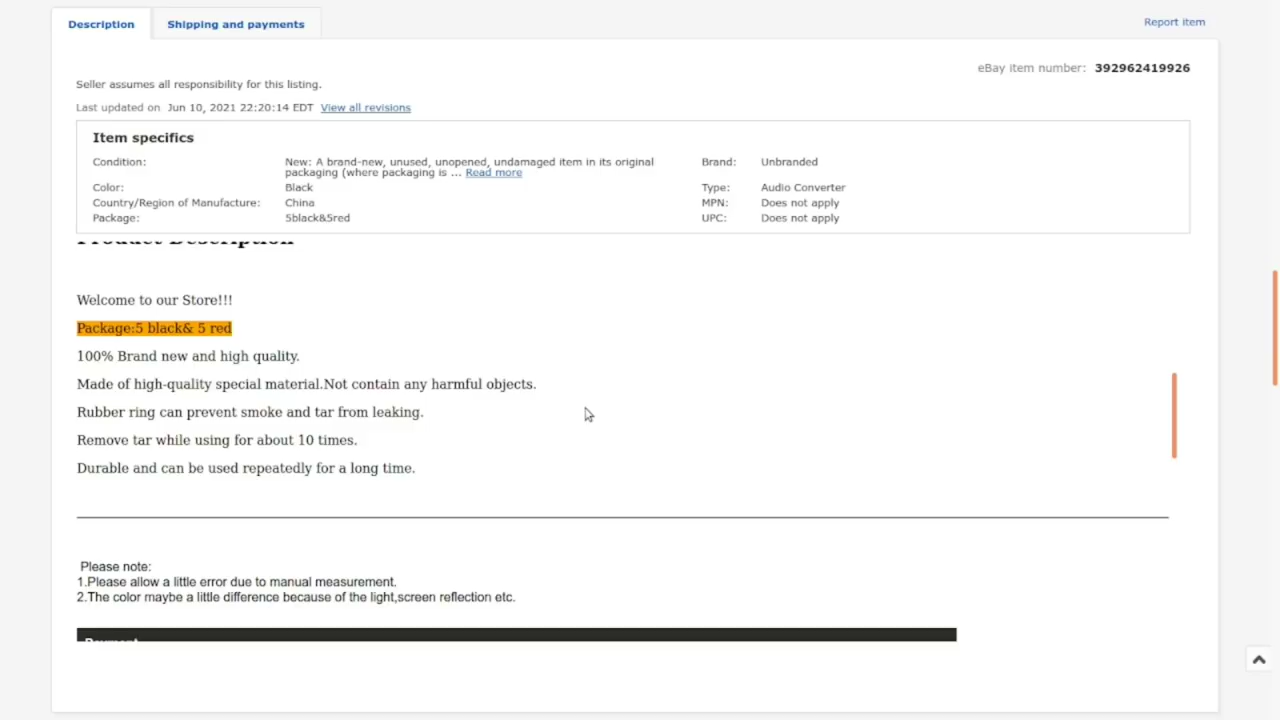 Description
Shipping and payments
Report item
eBay item number: 392962419926
Seller assumes all responsibility for this listing.
Last updated on Jun 10, 2021 22:20:14 EDT View all revisions
Item specifics
Condition: New: A brand-new, unused, unopened, undamaged item in its original packaging (where packaging is ... Read more
Brand: Unbranded
Color: Black
Type: Audio Converter
Country/Region of Manufacture: China
MPN: Does not apply
Package: 5black&5red
UPC: Does not apply
Product Description
Welcome to our Store!!!
Package:5 black& 5 red
100% Brand new and high quality.
Made of high-quality special material.Not contain any harmful objects.
Rubber ring can prevent smoke and tar from leaking.
Remove tar while using for about 10 times.
Durable and can be used repeatedly for a long time.
Please note:
1.Please allow a little error due to manual measurement.
2.The color maybe a little difference because of the light,screen reflection etc.
Payment